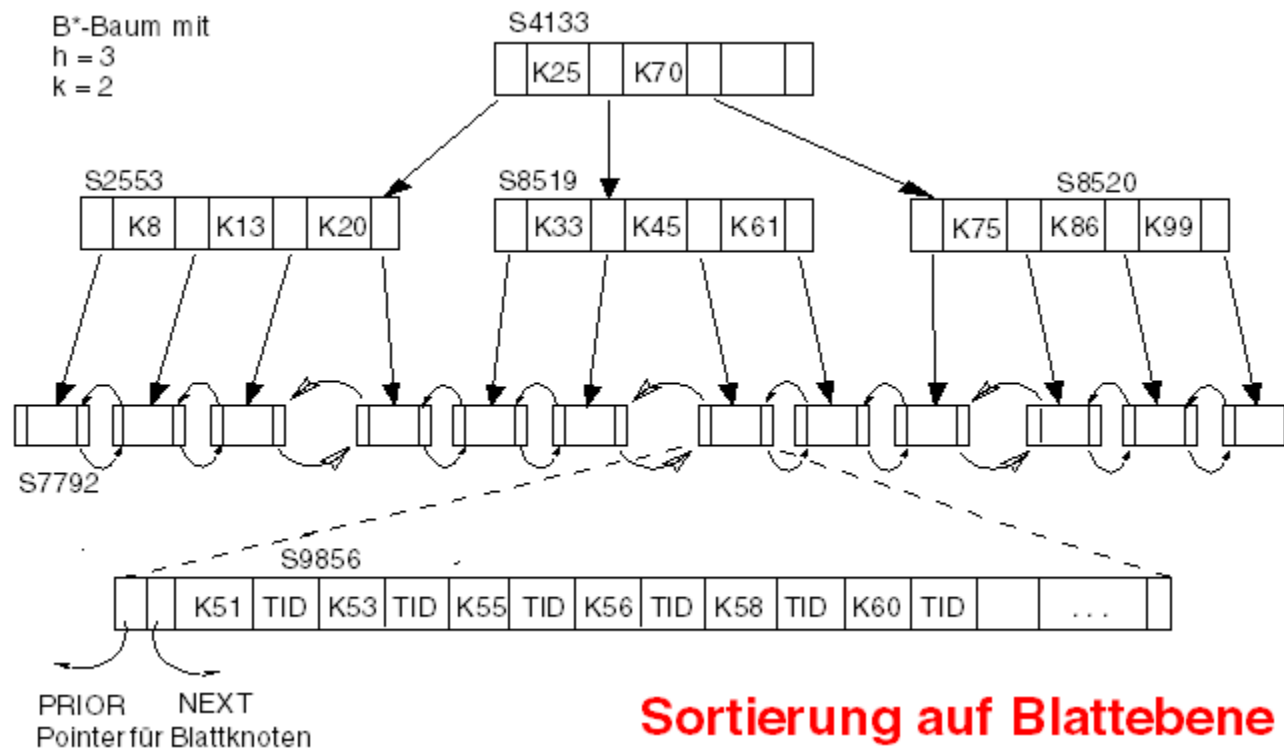 B*-Baum mit
h = 3
k = 2
S4133
K25 K70
S2553 S8519 S8520
K8 K13 K20 K33 K45 K61 K75 K86 K99
S7792
S9856
K51 TID K53 TID K55 TID K56 TID K58 TID K60 TID ...
PRIOR NEXT
Pointer für Blattknoten
Sortierung auf Blattebene